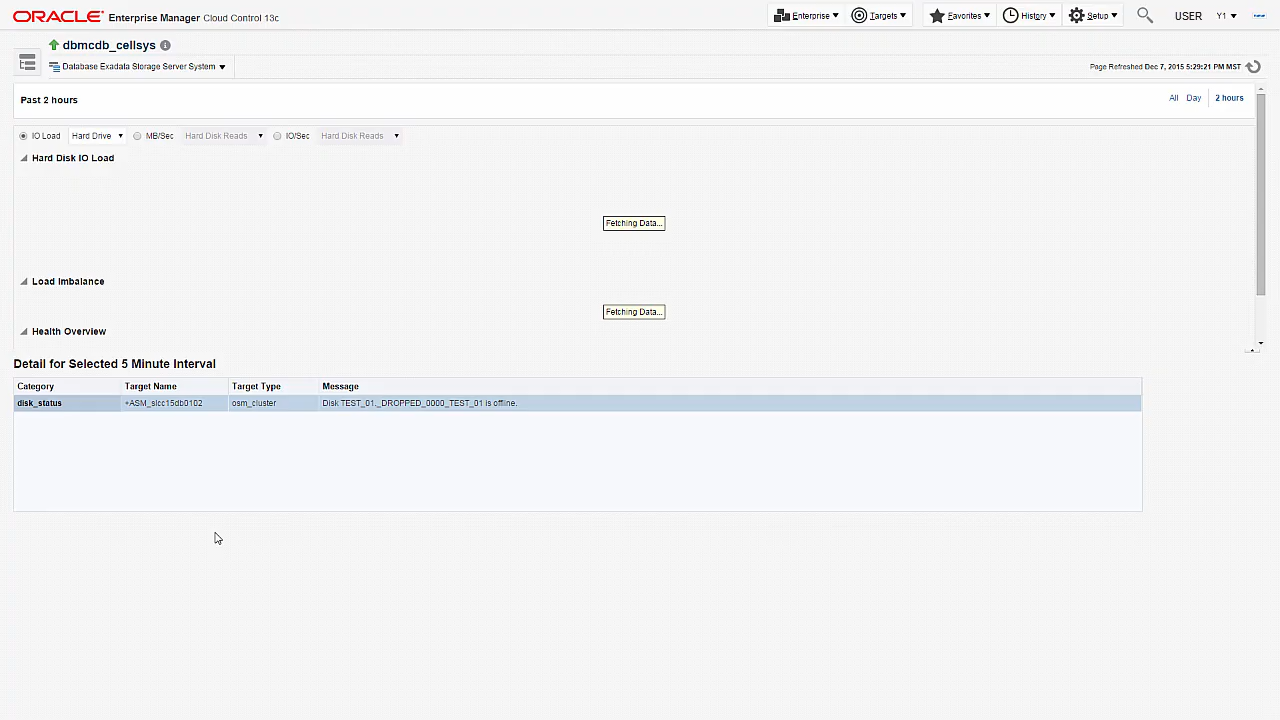 ORACLE Enterprise Manager Cloud Control 13c
Enterprise Targets Favorites History Setup USER Y1
dbmcdb_cellsys
Database Exadata Storage Server System
Page Refreshed Dec 7, 2015 5:29:21 PM MST
Past 2 hours
All Day 2 hours
IO Load Hard Drive MB/Sec Hard Disk Reads IO/Sec Hard Disk Reads
Hard Disk IO Load
Fetching Data...
Load Imbalance
Fetching Data...
Health Overview
Detail for Selected 5 Minute Interval
Category Target Name Target Type Message
disk_status +ASM_slcc15db0102 osm_cluster Disk TEST_01._DROPPED_0000_TEST_01 is offline.